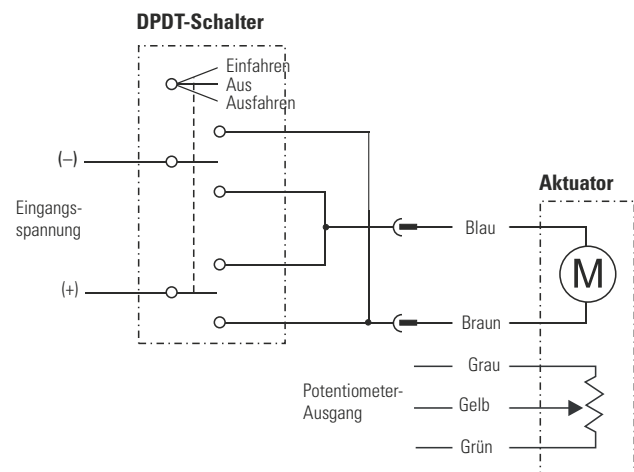 DPDT-Schalter
Einfahren
Aus
Ausfahren
(–)
Eingangs-
spannung
(+)
Aktuator
Blau
M
Braun
Grau
Potentiometer-
Ausgang
Gelb
Grün